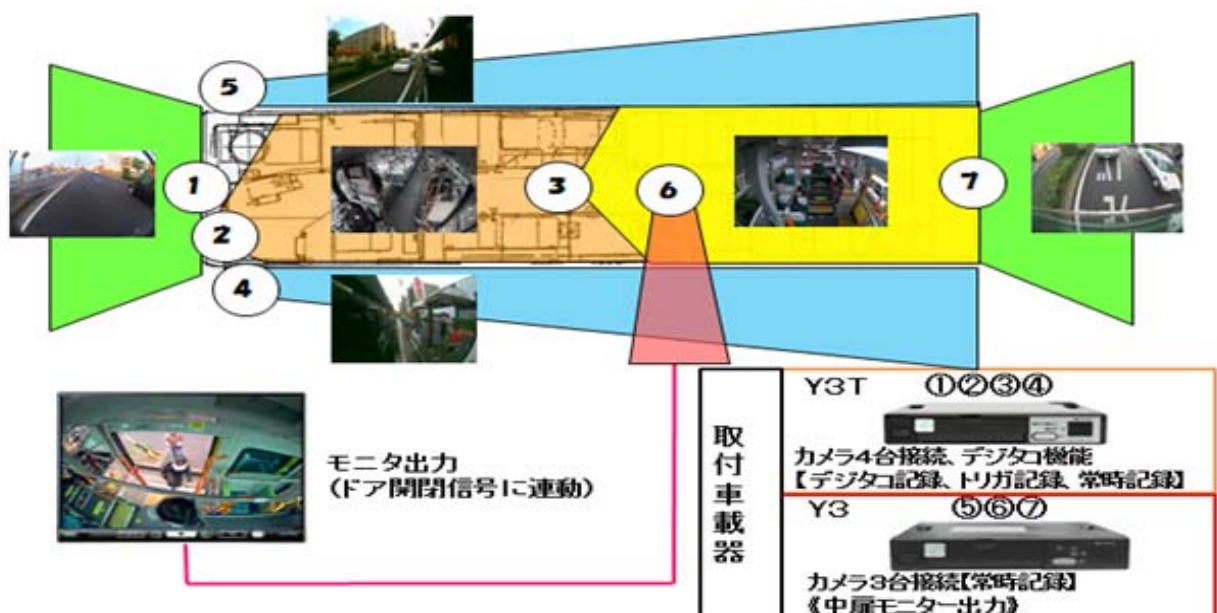 5
1
3
6
7
2
4
モニタ出力
(ドア開閉信号に連動)
取付車載器
Y3T ①②③④
カメラ4台接続、デジタコ機能
【デジタコ記録、トリガ記録、常時記録】
Y3 ⑤⑥⑦
カメラ3台接続【常時記録】
《中扉モニター出力》